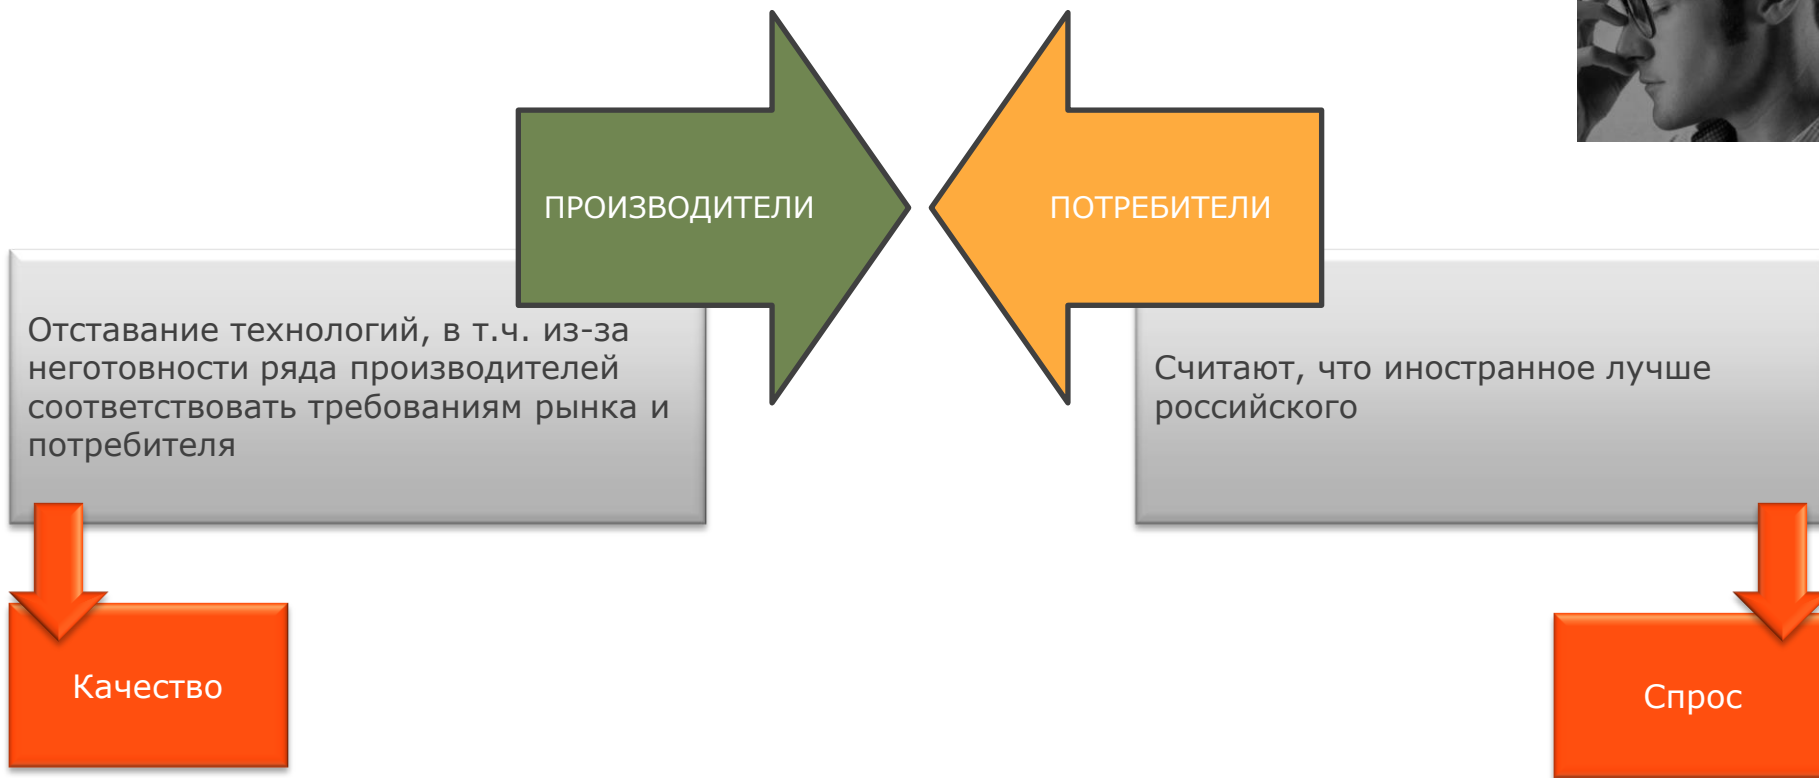 ПРОИЗВОДИТЕЛИ
ПОТРЕБИТЕЛИ
Отставание технологий, в т.ч. из-за
неготовности ряда производителей
соответствовать требованиям рынка и
потребителя
Считают, что иностранное лучше
российского
Качество
Спрос